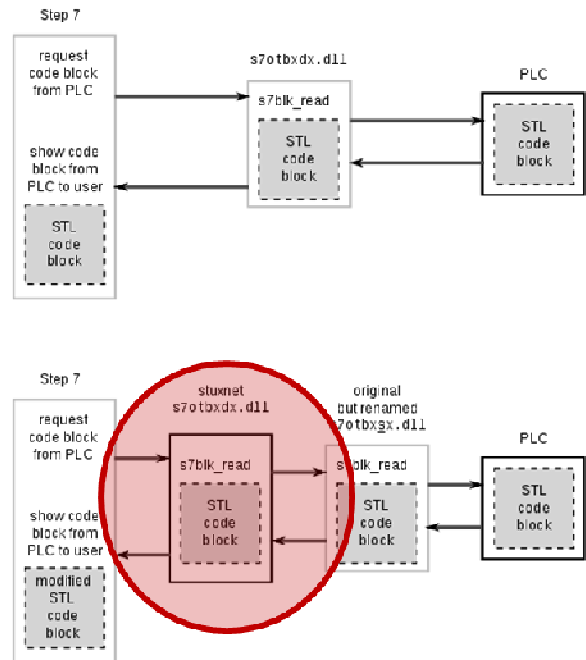 Step 7
request
code block
from PLC
show code
block from
PLC to user
STL
code
block
s7otbxdx.dll
s7blk_read
STL
code
block
PLC
STL
code
block
Step 7
request
code block
from PLC
show code
block from
PLC to user
modified
STL
code
block
stuxnet
s7otbxdx.dll
s7blk_read
STL
code
block
original
but renamed
s7otbxsx.dll
s7blk_read
STL
code
block
PLC
STL
code
block